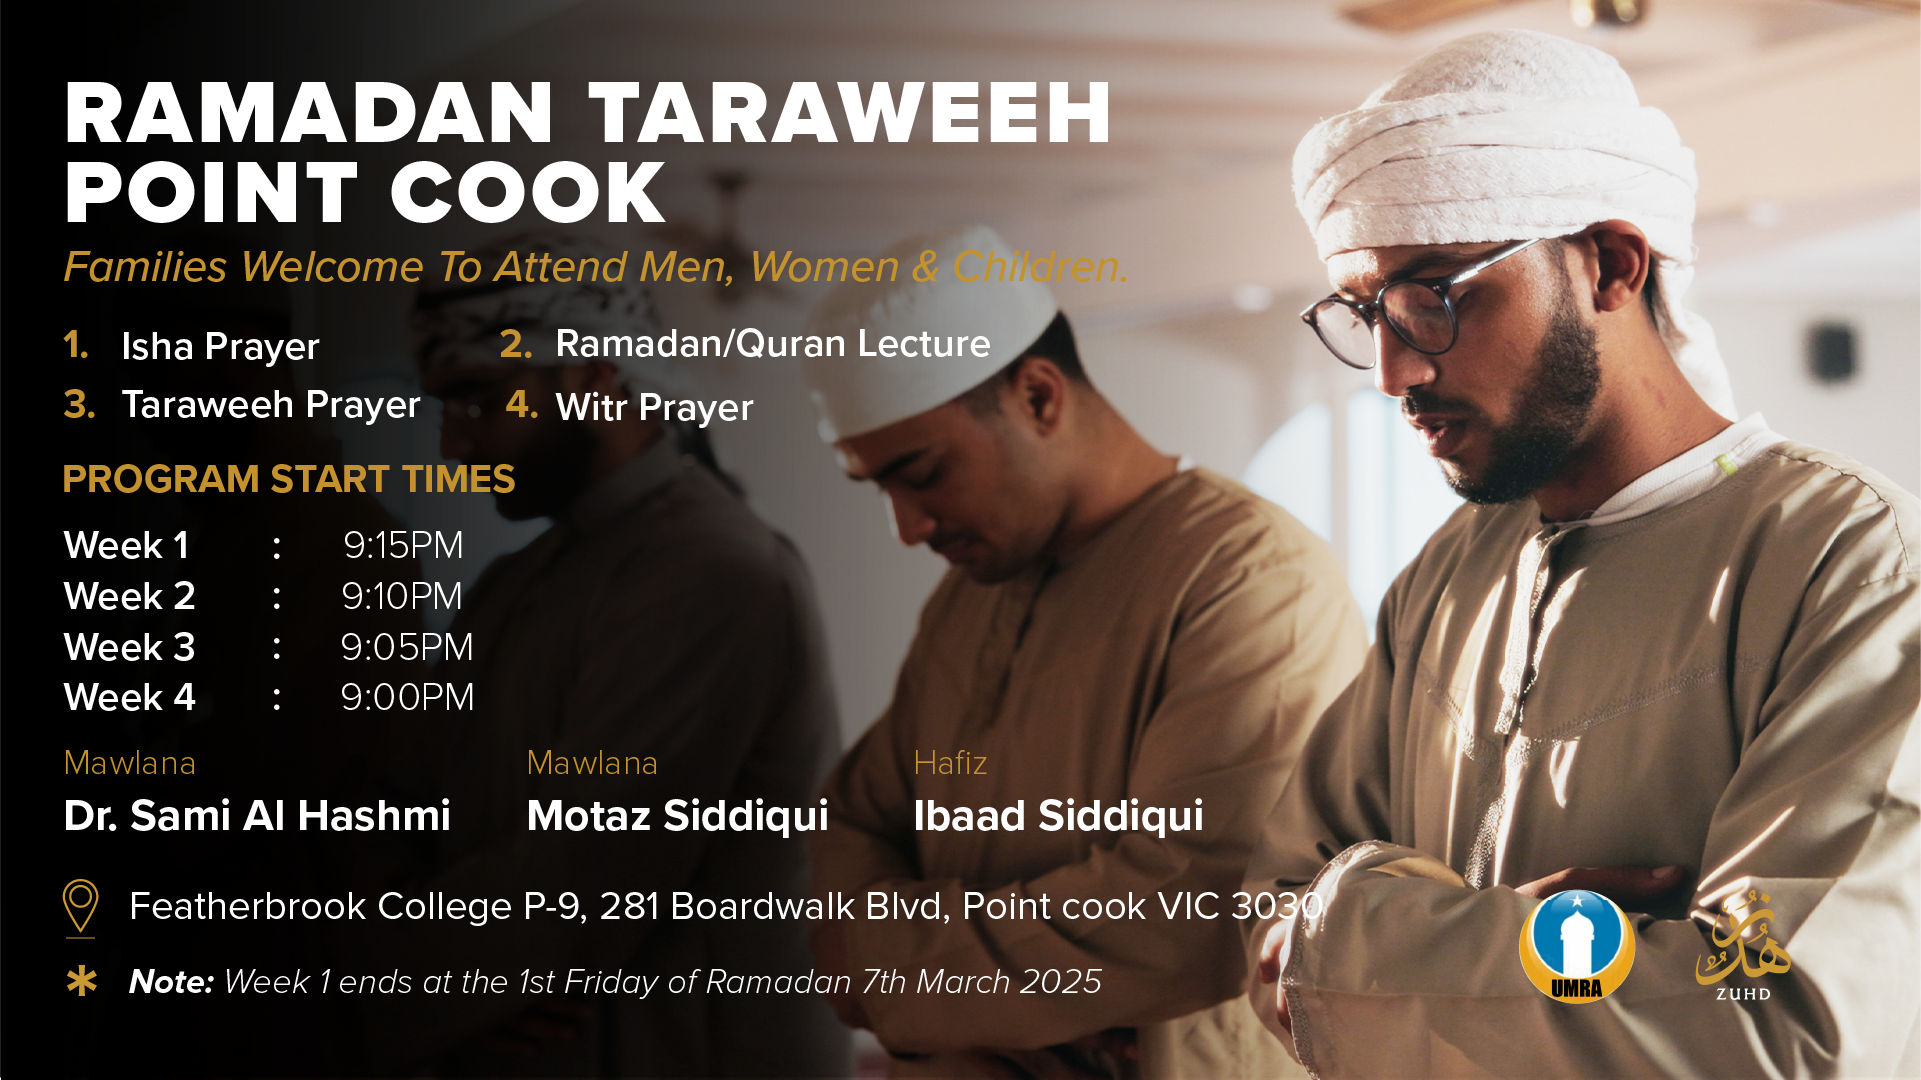 RAMADAN TARAWEEH
POINT COOK
Families Welcome To Attend Men, Women & Children.
1. Isha Prayer
2. Ramadan/Quran Lecture
3. Taraweeh Prayer
4. Witr Prayer
PROGRAM START TIMES
Week 1 : 9:15PM
Week 2 : 9:10PM
Week 3 : 9:05PM
Week 4 : 9:00PM
Mawlana
Dr. Sami Al Hashmi
Mawlana
Motaz Siddiqui
Hafiz
Ibaad Siddiqui
Featherbrook College P-9, 281 Boardwalk Blvd, Point cook VIC 3030
* Note: Week 1 ends at the 1st Friday of Ramadan 7th March 2025
UMRA
زهد
ZUHD